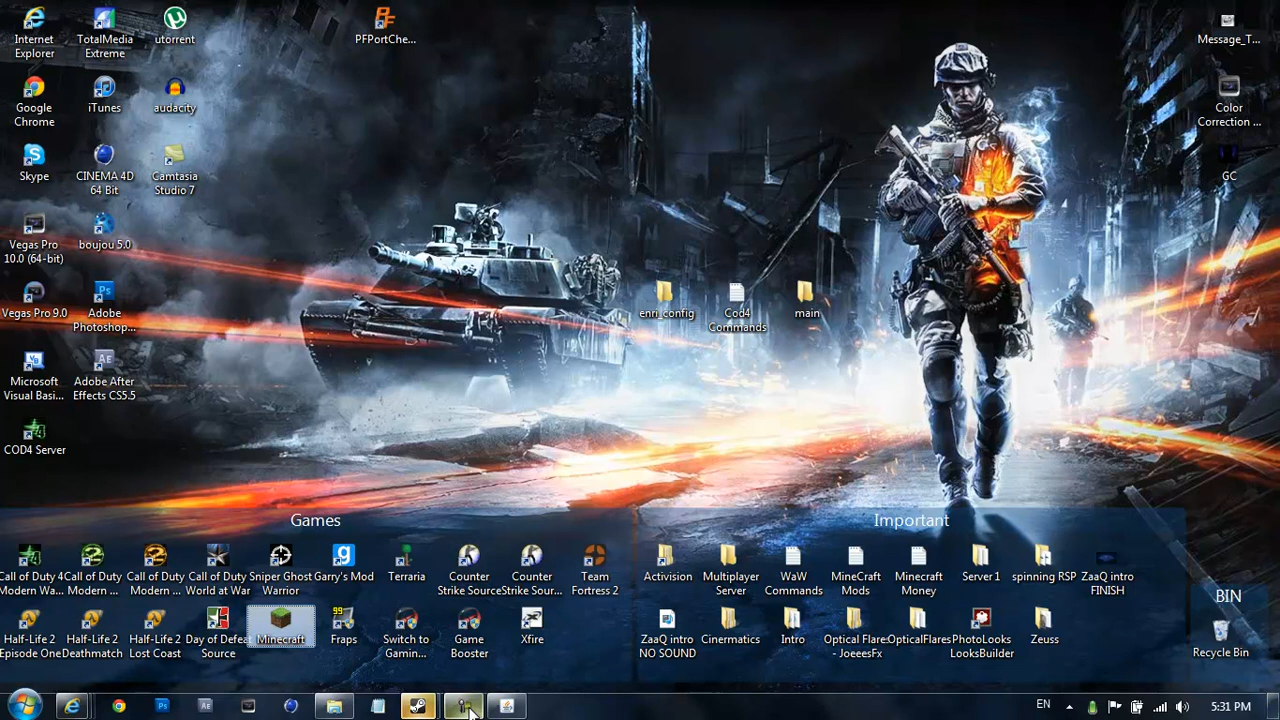 Internet
Explorer
TotalMedia
Extreme
utorrent
PFPortChe...
Message_T...
Google
Chrome
iTunes
audacity
Color
Correction ...
Skype
CINEMA 4D
64 Bit
Camtasia
Studio 7
GC
Vegas Pro
10.0 (64-bit)
boujou 5.0
Vegas Pro 9.0
Adobe
Photoshop...
enri_config
Cod4
Commands
main
Microsoft
Visual Basi...
Adobe After
Effects CS5.5
COD4 Server
Games
Call of Duty 4
Modern Wa...
Call of Duty
Modern ...
Call of Duty
Modern ...
Call of Duty
World at War
Sniper Ghost
Warrior
Garry's Mod
Terraria
Counter
Strike Source
Counter
Strike Sour...
Team
Fortress 2
Half-Life 2
Episode One
Half-Life 2
Deathmatch
Half-Life 2
Lost Coast
Day of Defeat
Source
Minecraft
99
Fraps
Switch to
Gamin...
Game
Booster
Xfire
Important
Activision
Multiplayer
Server
WaW
Commands
MineCraft
Mods
Minecraft
Money
Server 1
spinning RSP
ZaaQ intro
FINISH
ZaaQ intro
NO SOUND
Cinermatics
Intro
Optical Flares
- JoeeesFx
OpticalFlares
PhotoLooks
LooksBuilder
Zeuss
BIN
Recycle Bin
EN
5:31 PM